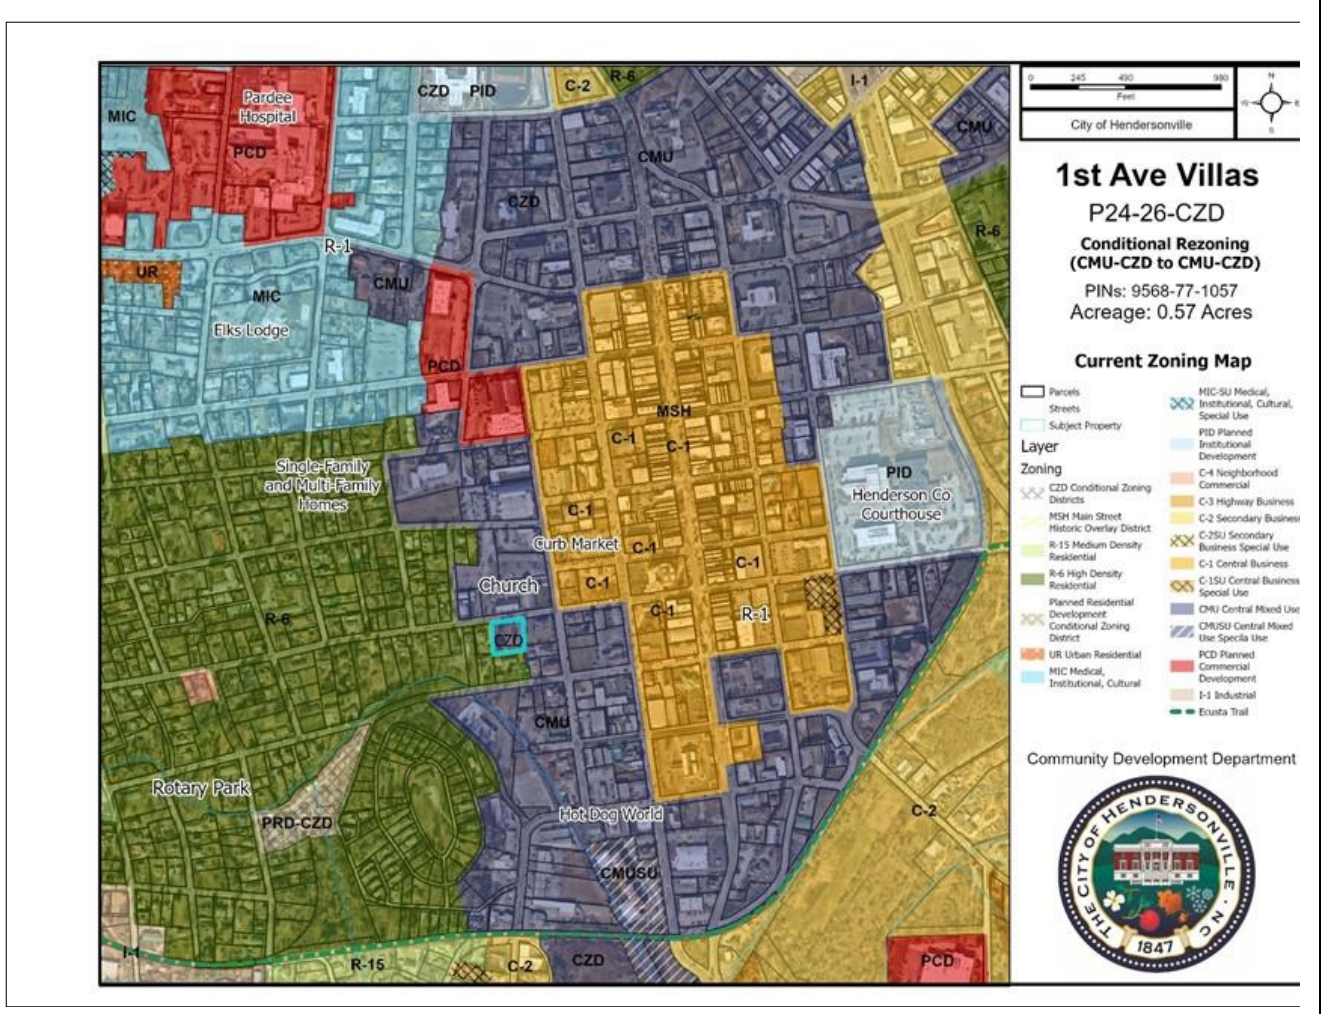 CZD PID
C-2
R-6
I-1
MIC
Pardee
Hospital
PCD
CMU
CMU
CZD
R-6
R-1
UR
MIC
CMU
Elks Lodge
PCD
MSH
C-1
C-1
Single-Family
and Multi-Family
Homes
PID
Henderson Co
Courthouse
C-1
Curb Market
C-1
C-1
C-1
Church
C-1
R-1
R-6
CZD
CMU
Rotary Park
PRD-CZD
Hot Dog World
C-2
CMUSU
I-1
R-15
C-2
CZD
PCD
0 245 490 980
Feet
N
W E
S
City of Hendersonville
1st Ave Villas
P24-26-CZD
Conditional Rezoning
(CMU-CZD to CMU-CZD)
PINs: 9568-77-1057
Acreage: 0.57 Acres
Current Zoning Map
Parcels
Streets
Subject Property
Layer
Zoning
CZD Conditional Zoning
Districts
MSH Main Street
Historic Overlay District
R-15 Medium Density
Residential
R-6 High Density
Residential
Planned Residential
Development
Conditional Zoning
District
UR Urban Residential
MIC Medical,
Institutional, Cultural
MIC-SU Medical,
Institutional, Cultural,
Special Use
PID Planned
Institutional
Development
C-4 Neighborhood
Commercial
C-3 Highway Business
C-2 Secondary Business
C-2SU Secondary
Business Special Use
C-1 Central Business
C-1SU Central Business
Special Use
CMU Central Mixed Use
CMUSU Central Mixed
Use Specila Use
PCD Planned
Commercial
Development
I-1 Industrial
Ecusta Trail
Community Development Department
THE CITY OF HENDERSONVILLE · NC
1847